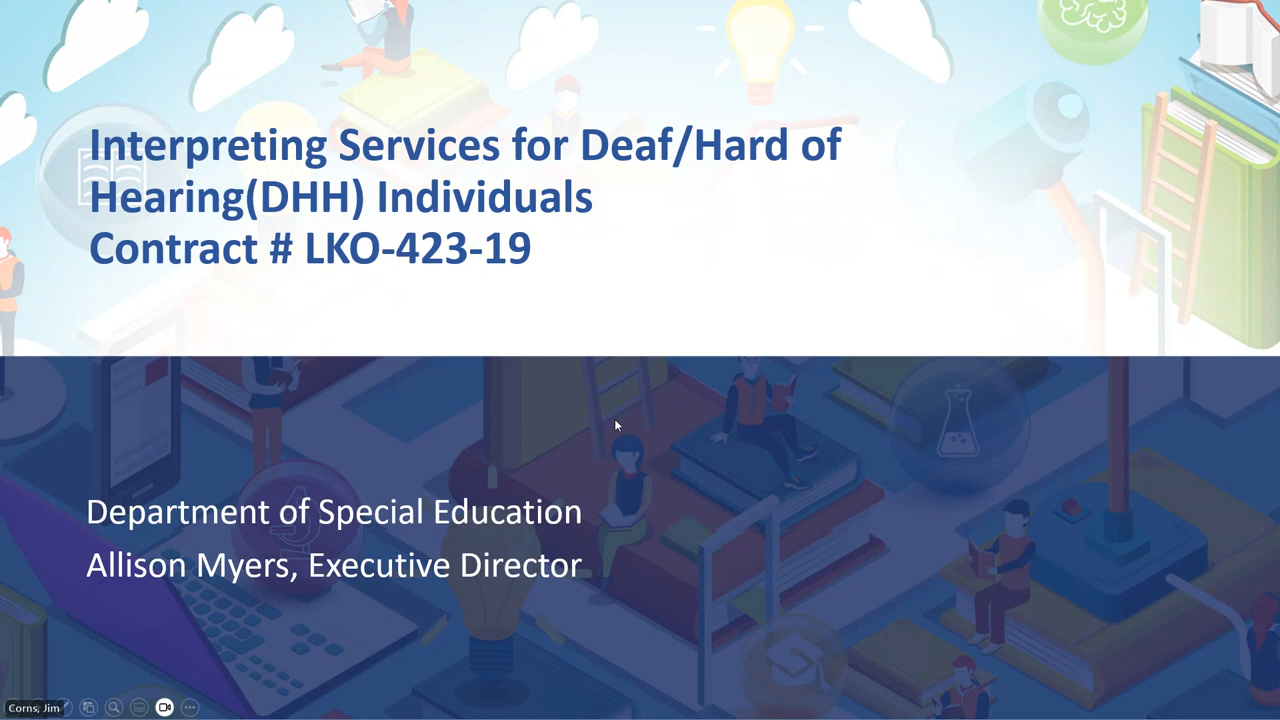 Interpreting Services for Deaf/Hard of
Hearing(DHH) Individuals
Contract # LKO-423-19
Department of Special Education
Allison Myers, Executive Director
Corns, Jim